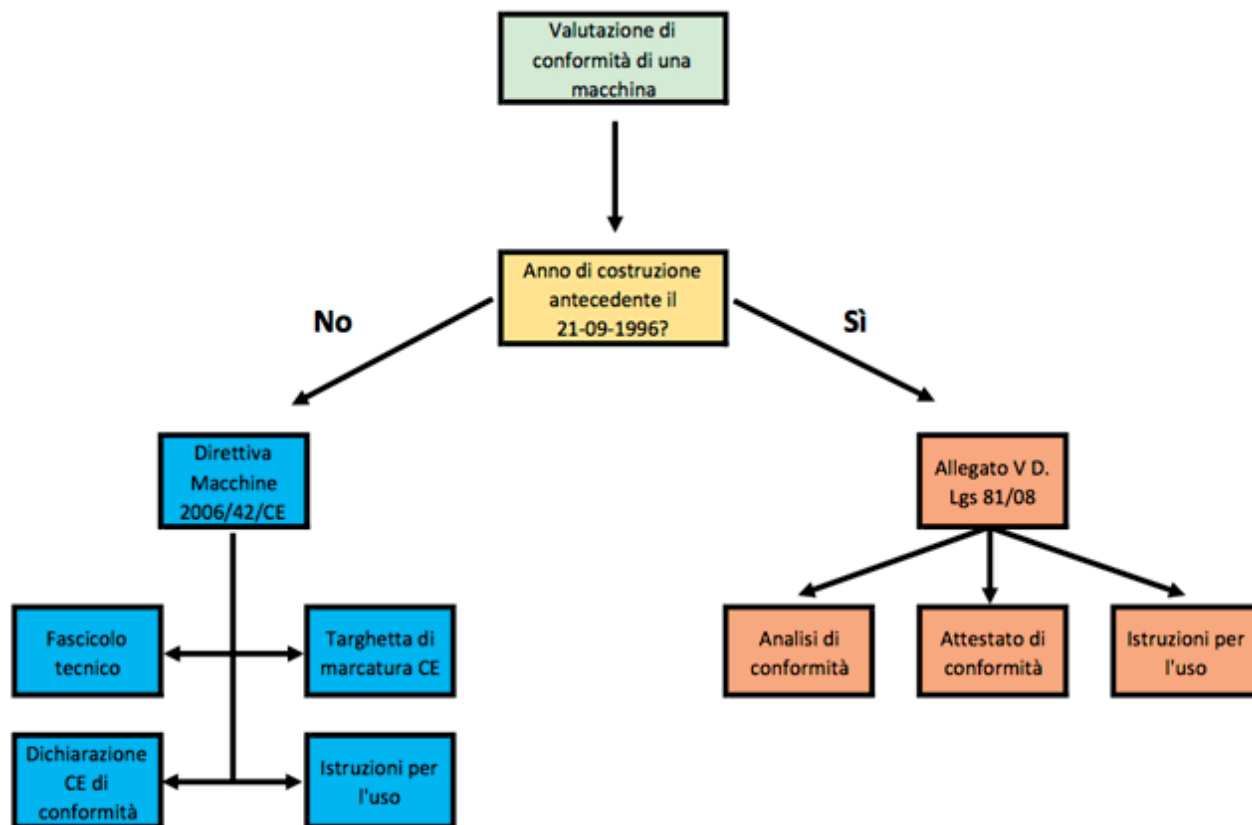 Valutazione di
conformità di una
macchina
Anno di costruzione
antecedente il
21-09-1996?
No
Sì
Direttiva
Macchine
2006/42/CE
Allegato V D.
Lgs 81/08
Fascicolo
tecnico
Targhetta di
marcatura CE
Analisi di
conformità
Attestato di
conformità
Istruzioni per
l'uso
Dichiarazione
CE di
conformità
Istruzioni per
l'uso